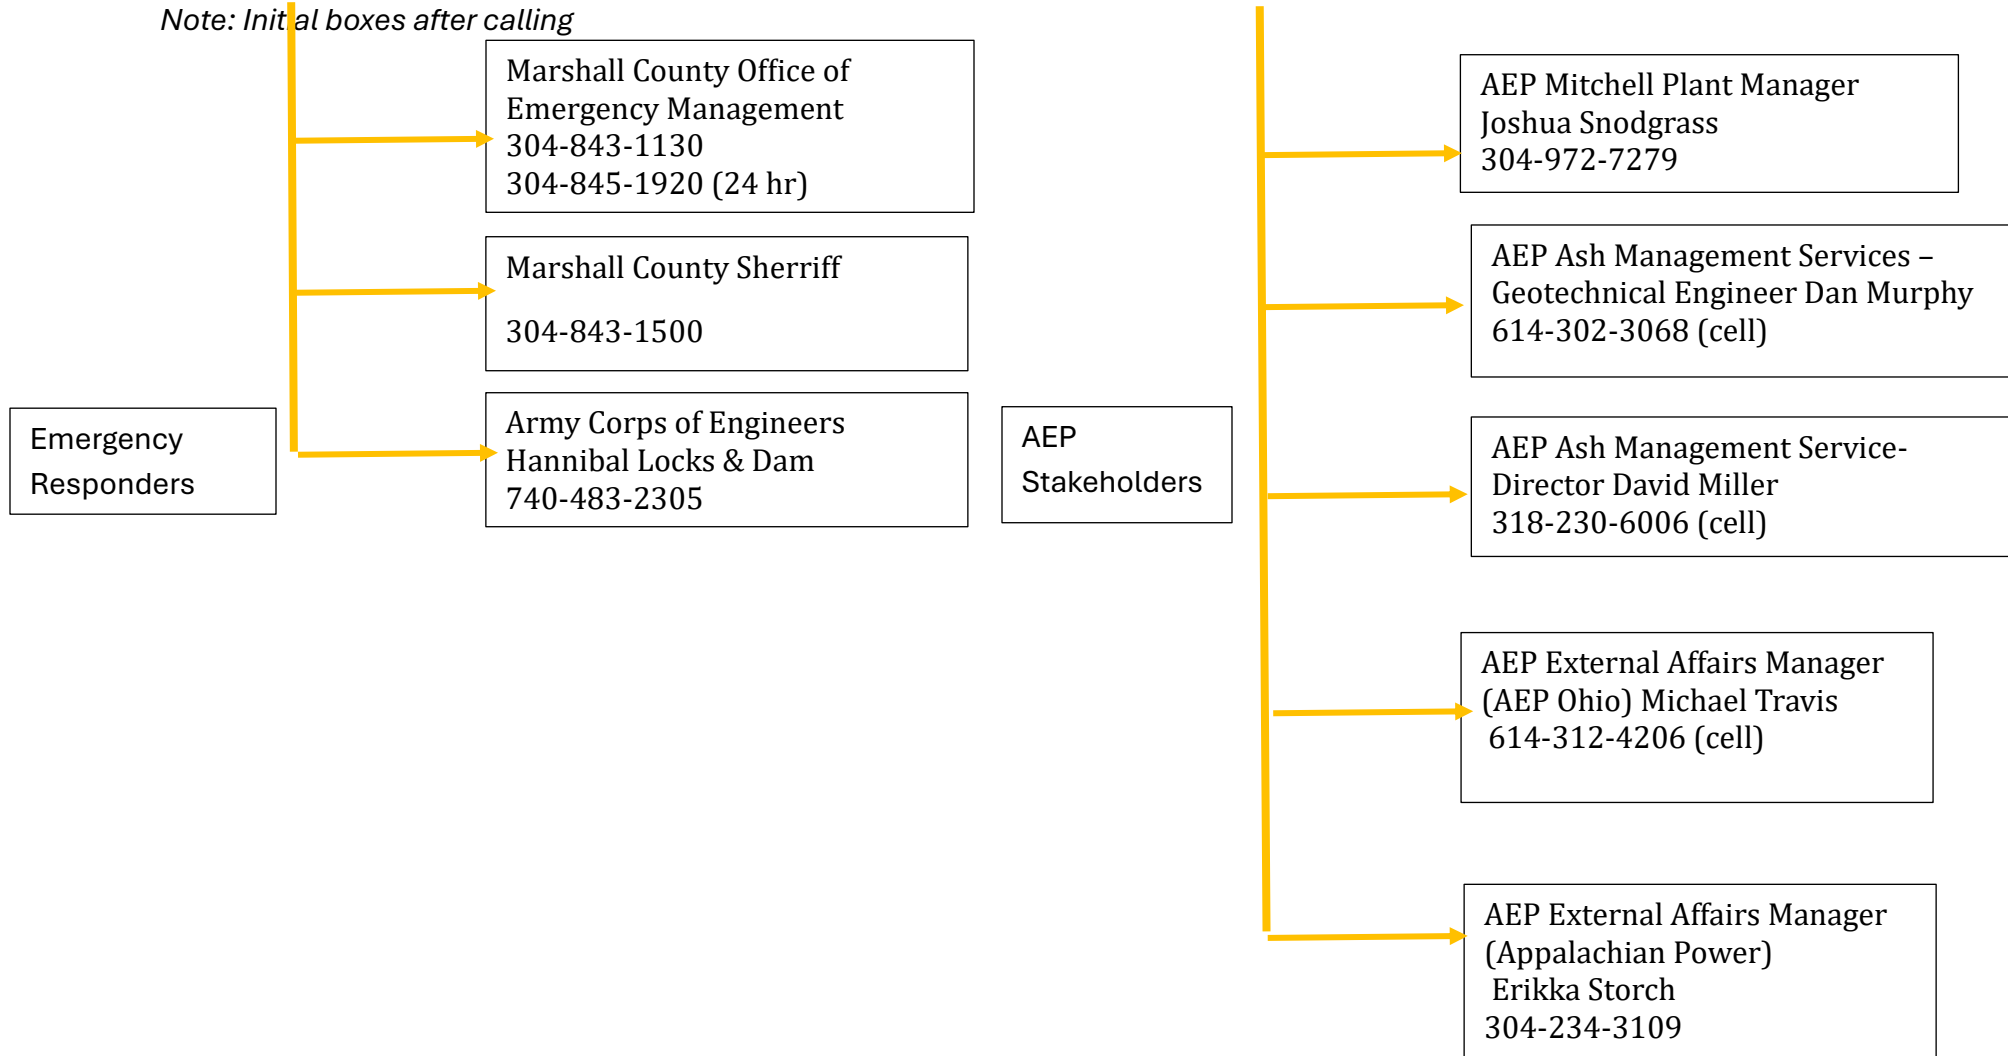 Note: Initial boxes after calling
Marshall County Office of
Emergency Management
304-843-1130
304-845-1920 (24 hr)
Marshall County Sherriff
304-843-1500
Army Corps of Engineers
Hannibal Locks & Dam
740-483-2305
Emergency
Responders
AEP
Stakeholders
AEP Mitchell Plant Manager
Joshua Snodgrass
304-972-7279
AEP Ash Management Services –
Geotechnical Engineer Dan Murphy
614-302-3068 (cell)
AEP Ash Management Service-
Director David Miller
318-230-6006 (cell)
AEP External Affairs Manager
(AEP Ohio) Michael Travis
614-312-4206 (cell)
AEP External Affairs Manager
(Appalachian Power)
Erikka Storch
304-234-3109